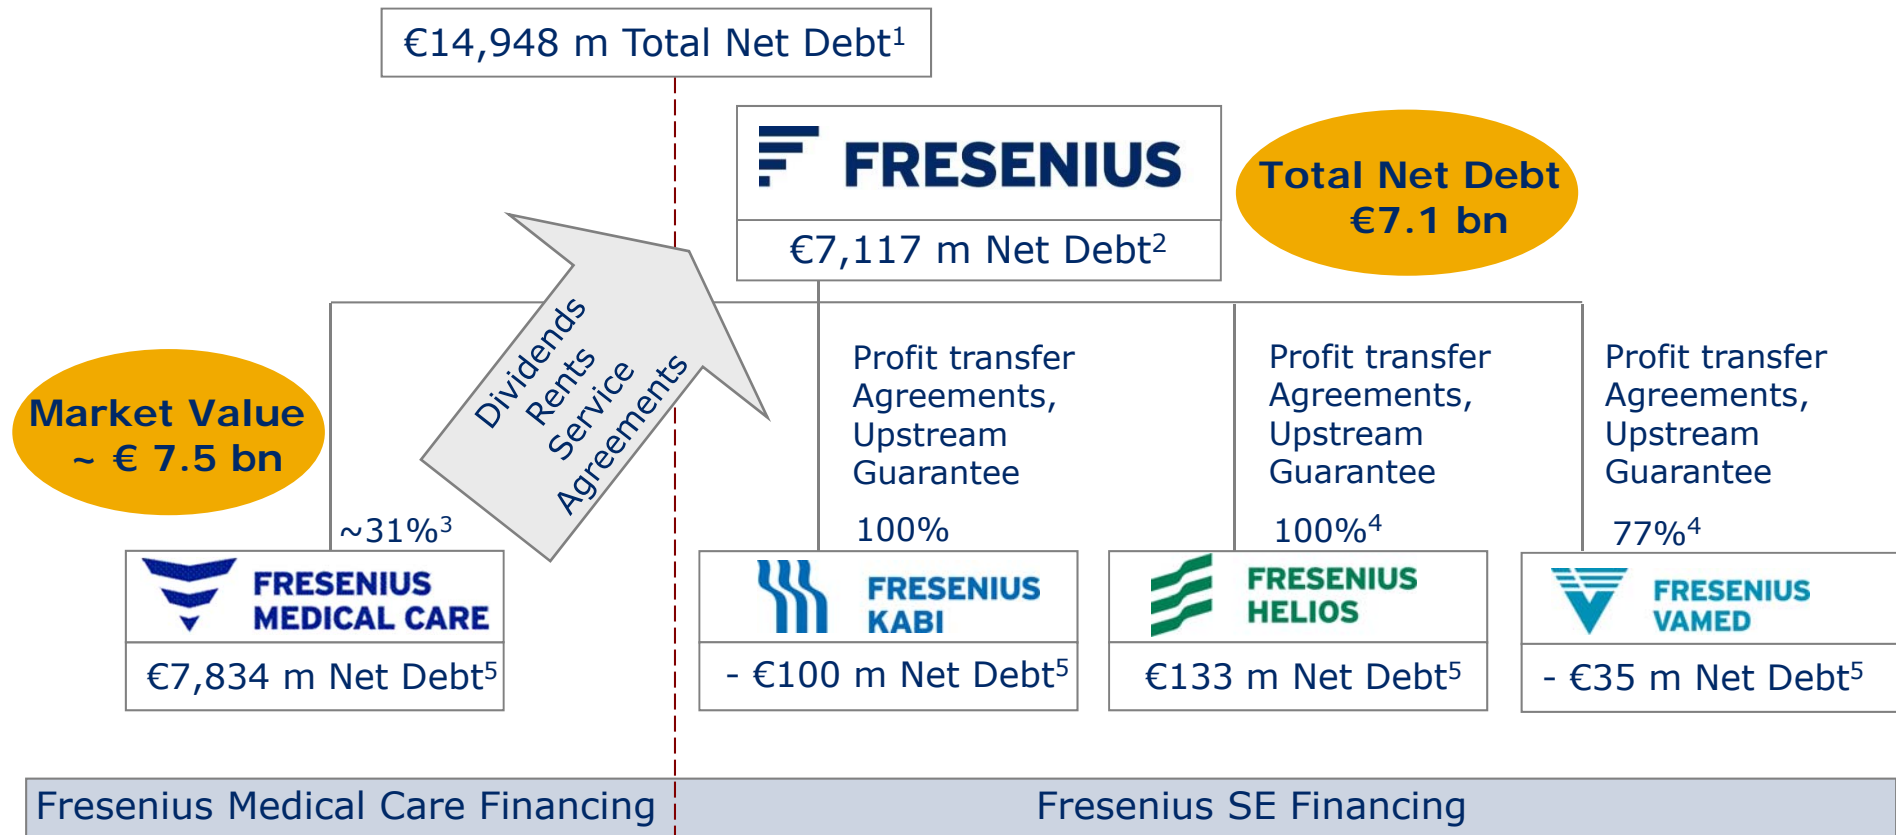 €14,948 m Total Net Debt¹
FRESENIUS
€7,117 m Net Debt²
Total Net Debt
€7.1 bn
Market Value
~ € 7.5 bn
Dividends
Rents
Service
Agreements
Profit transfer
Agreements,
Upstream
Guarantee
Profit transfer
Agreements,
Upstream
Guarantee
Profit transfer
Agreements,
Upstream
Guarantee
~31%³
100%
100%⁴
77%⁴
FRESENIUS
MEDICAL CARE
€7,834 m Net Debt⁵
FRESENIUS
KABI
- €100 m Net Debt⁵
FRESENIUS
HELIOS
€133 m Net Debt⁵
FRESENIUS
VAMED
- €35 m Net Debt⁵
Fresenius Medical Care Financing
Fresenius SE Financing